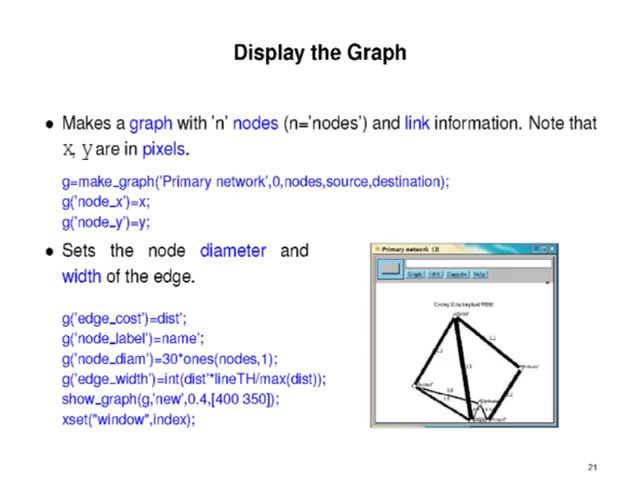 Display the Graph
• Makes a graph with 'n' nodes (n='nodes') and link information. Note that
x, y are in pixels.
g=make_graph('Primary network',0,nodes,source,destination);
g('node_x')=x;
g('node_y')=y;
• Sets the node diameter and
width of the edge.
g('edge_cost')=dist';
g('node_label')=name';
g('node_diam')=30*ones(nodes,1);
g('edge_width')=int(dist'*lineTH/max(dist));
show_graph(g,'new',0.4,[400 350]);
xset("window",index);
Primary network (3)
Graph Edit Compute Help
21